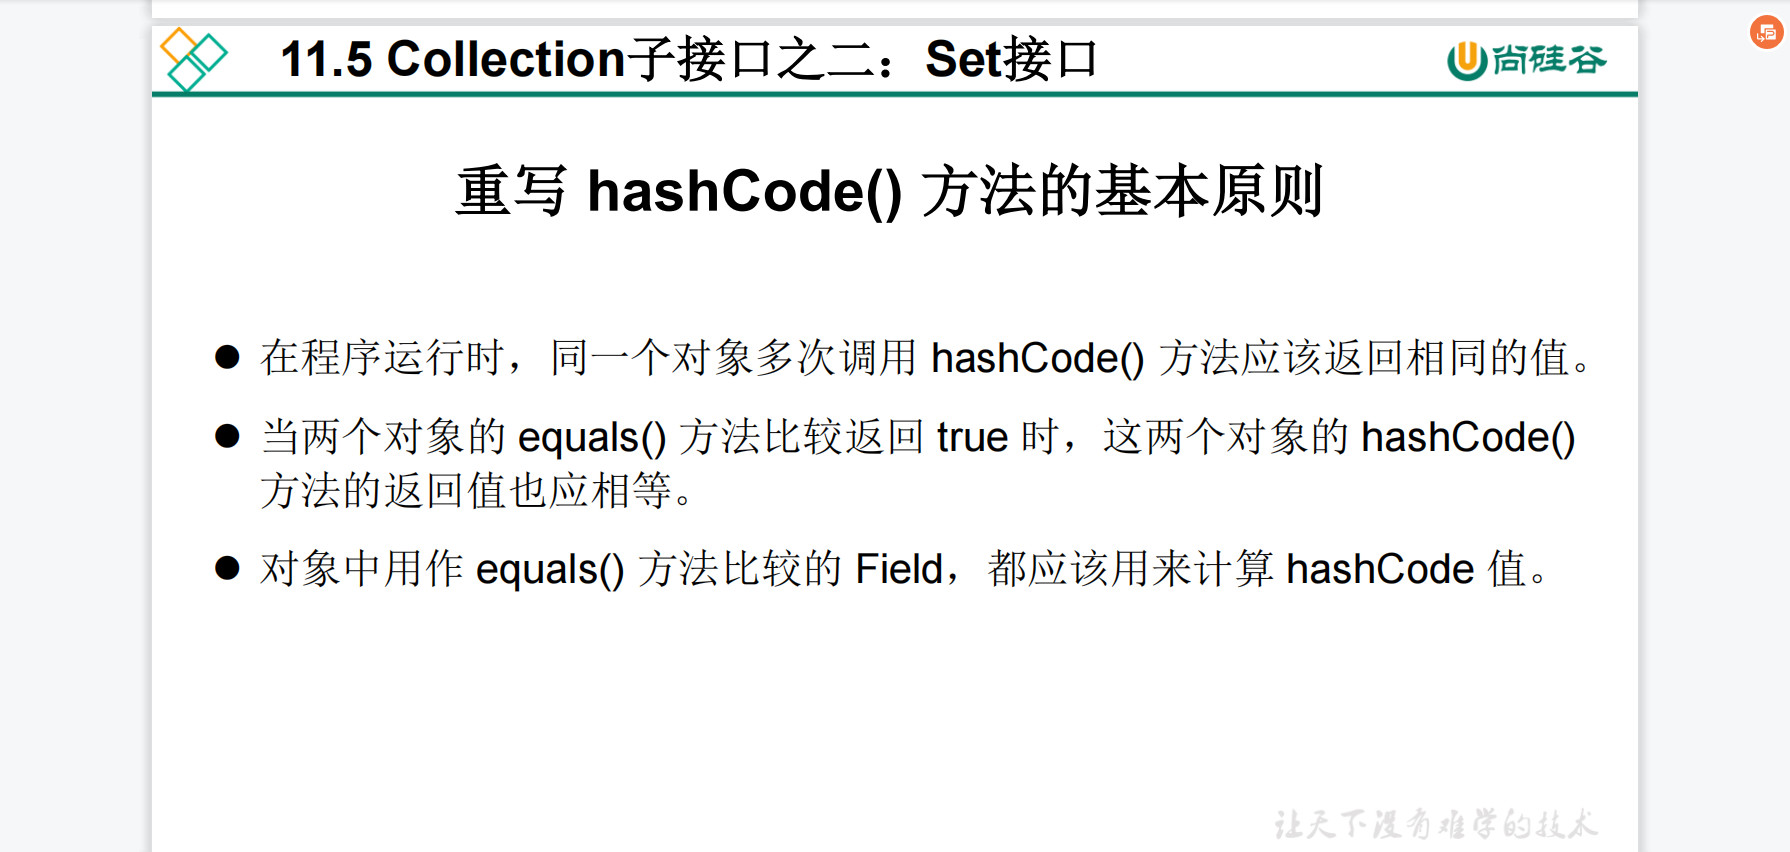 11.5 Collection子接口之二：Set接口
尚硅谷
重写 hashCode() 方法的基本原则
● 在程序运行时，同一个对象多次调用 hashCode() 方法应该返回相同的值。
● 当两个对象的 equals() 方法比较返回 true 时，这两个对象的 hashCode()
方法的返回值也应相等。
● 对象中用作 equals() 方法比较的 Field，都应该用来计算 hashCode 值。
让天下没有难学的技术